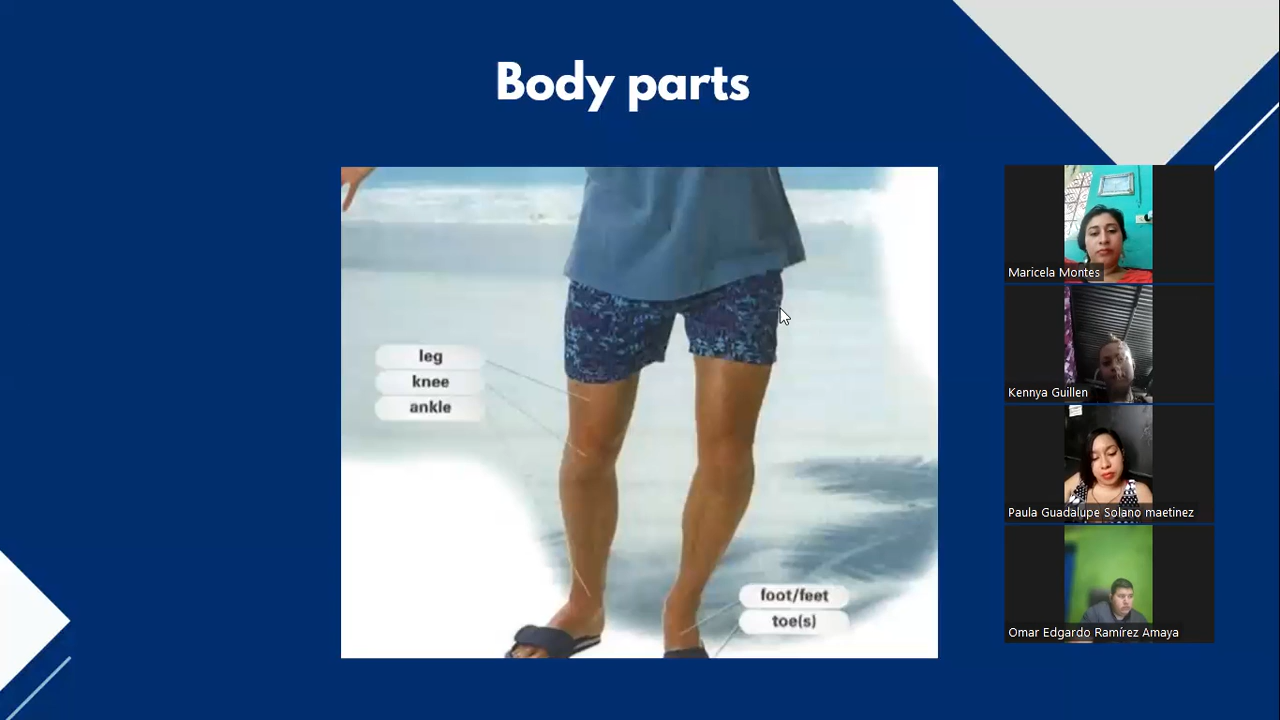 Body parts
leg
knee
ankle
foot/feet
toe(s)
Maricela Montes
Kennya Guillen
Paula Guadalupe Solano maetinez
Omar Edgardo Ramírez Amaya